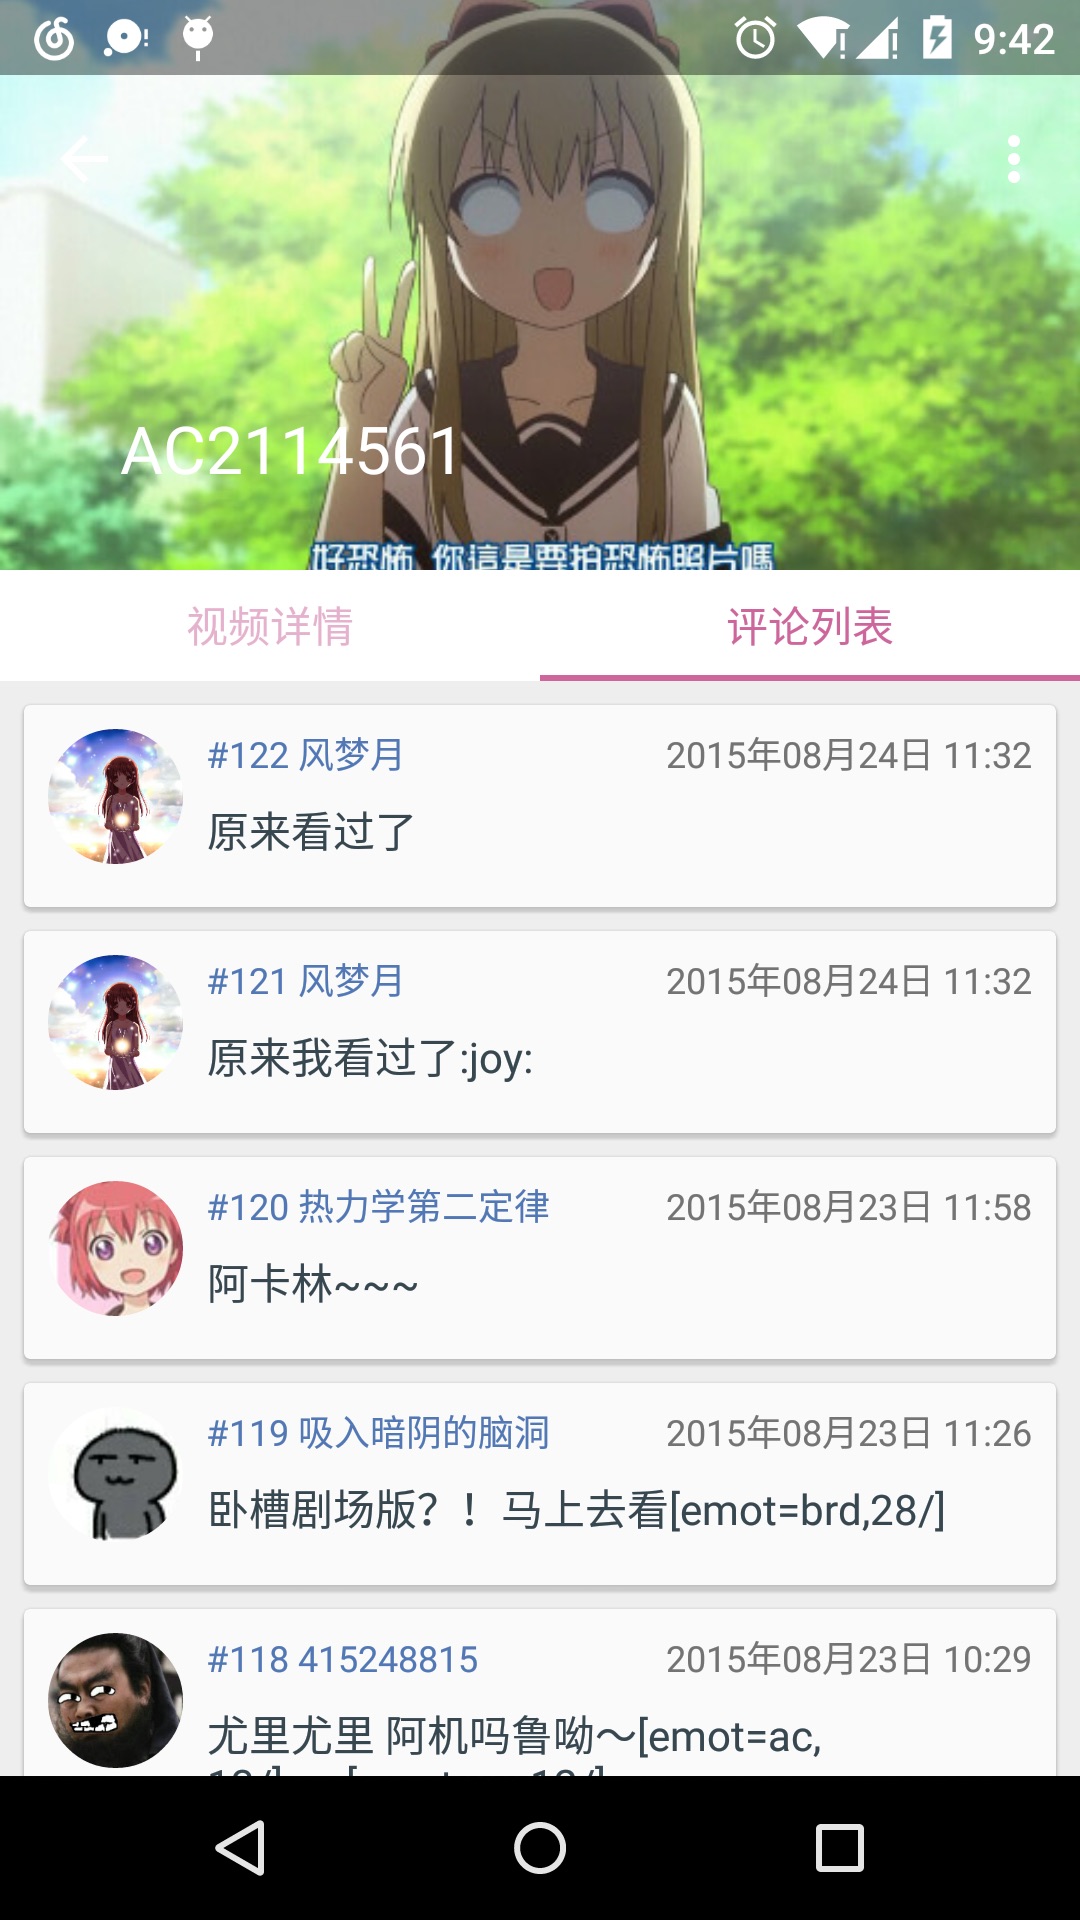 9:42
AC2114561
好恐怖 你這是要拍恐怖照片嗎
视频详情
评论列表
#122 风梦月
2015年08月24日 11:32
原来看过了
#121 风梦月
2015年08月24日 11:32
原来我看过了:joy:
#120 热力学第二定律
2015年08月23日 11:58
阿卡林~~~
#119 吸入暗阴的脑洞
2015年08月23日 11:26
卧槽剧场版？！马上去看[emot=brd,28/]
#118 415248815
2015年08月23日 10:29
尤里尤里 阿机吗鲁呦～[emot=ac,